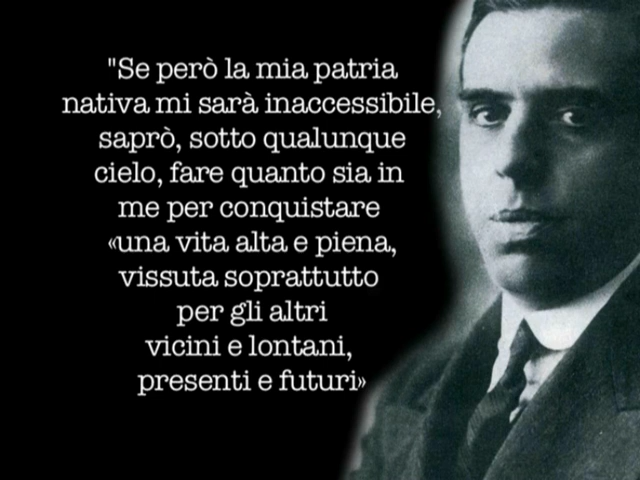 "Se però la mia patria
nativa mi sarà inaccessibile,
saprò, sotto qualunque
cielo, fare quanto sia in
me per conquistare
«una vita alta e piena,
vissuta soprattutto
per gli altri
vicini e lontani,
presenti e futuri»